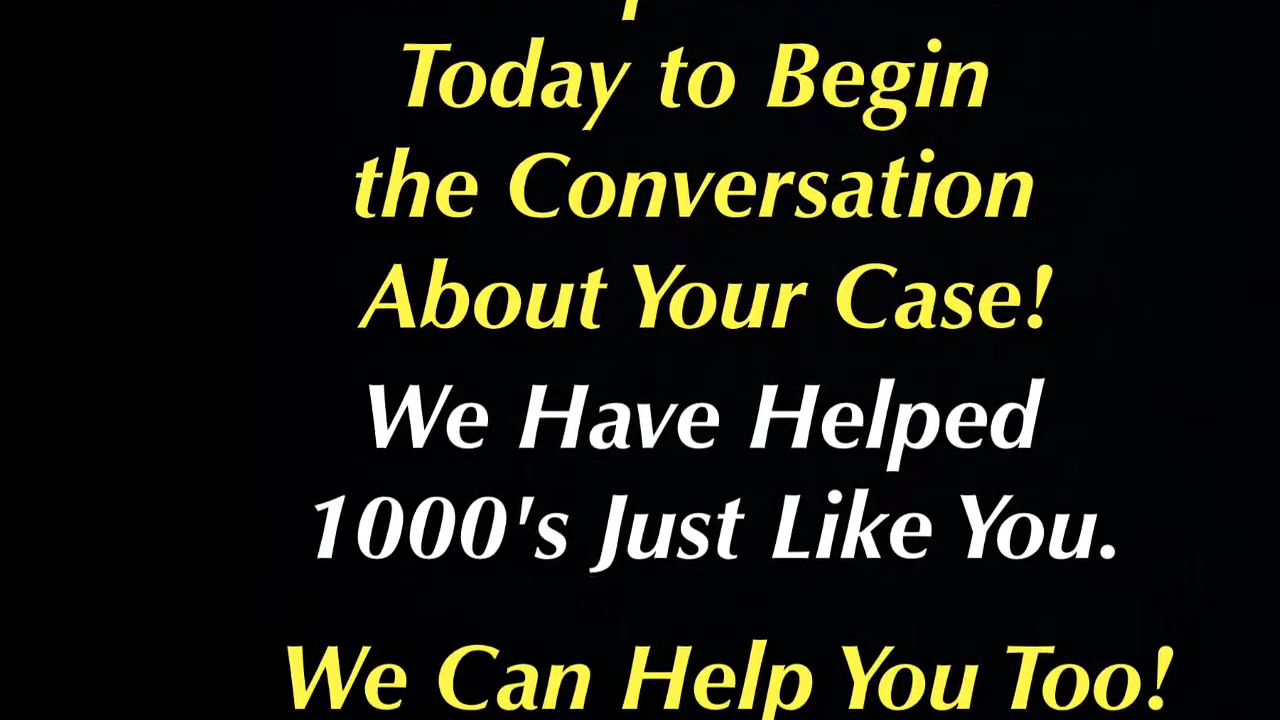 Today to Begin
the Conversation
About Your Case!
We Have Helped
1000's Just Like You.
We Can Help You Too!